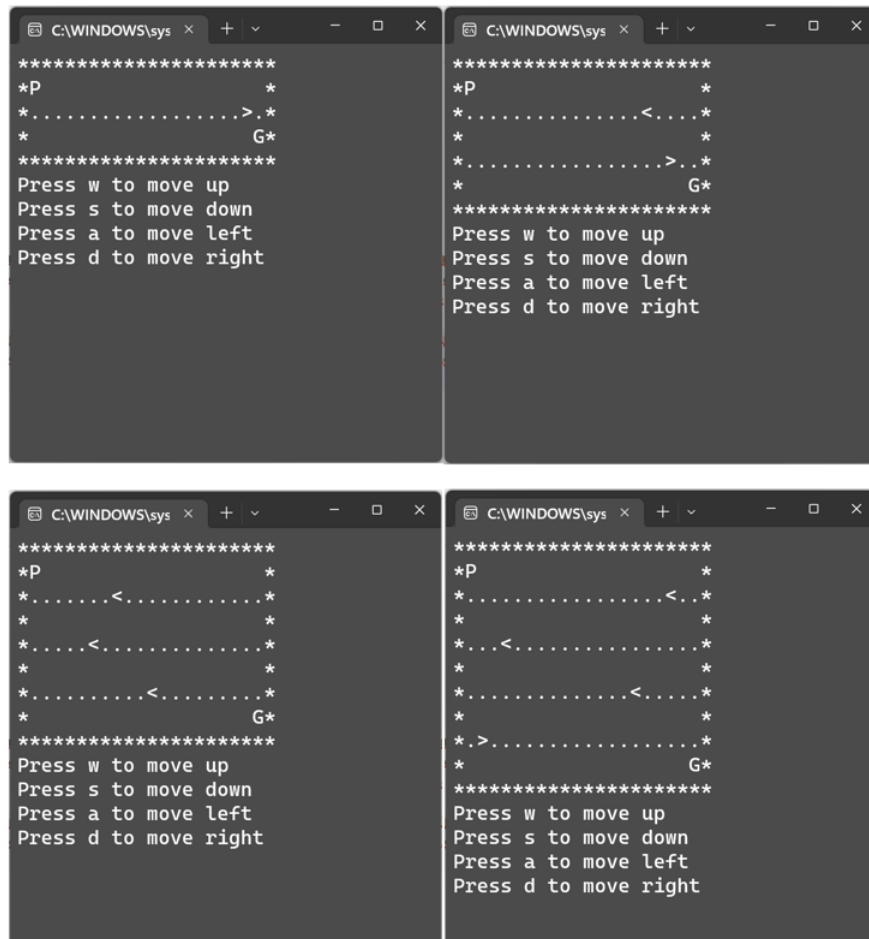 C:\WINDOWS\sys
**********************
*P                   *
*..................>.*
*                   G*
**********************
Press w to move up
Press s to move down
Press a to move left
Press d to move right
C:\WINDOWS\sys
**********************
*P                   *
*...............<....*
*                    *
*.................>..*
*                   G*
**********************
Press w to move up
Press s to move down
Press a to move left
Press d to move right
C:\WINDOWS\sys
**********************
*P                   *
*.......<............*
*                    *
*.....<..............*
*                    *
*..........<.........*
*                   G*
**********************
Press w to move up
Press s to move down
Press a to move left
Press d to move right
C:\WINDOWS\sys
**********************
*P                   *
*.................<..*
*                    *
*...<................*
*                    *
*..............<.....*
*                    *
*.>..................*
*                   G*
**********************
Press w to move up
Press s to move down
Press a to move left
Press d to move right